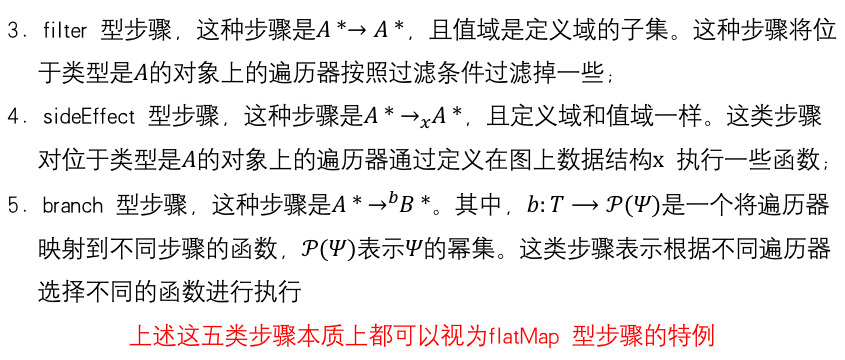 3. filter 型步骤，这种步骤是A *→ A *，且值域是定义域的子集。这种步骤将位
于类型是A的对象上的遍历器按照过滤条件过滤掉一些；
4. sideEffect 型步骤，这种步骤是A * →ₓA *，且定义域和值域一样。这类步骤
对位于类型是A的对象上的遍历器通过定义在图上数据结构x 执行一些函数；
5. branch 型步骤，这种步骤是A * →ᵇB *。其中，b: T ⟶ 𝒫(Ψ)是一个将遍历器
映射到不同步骤的函数，𝒫(Ψ)表示Ψ的幂集。这类步骤表示根据不同遍历器
选择不同的函数进行执行
上述这五类步骤本质上都可以视为flatMap 型步骤的特例